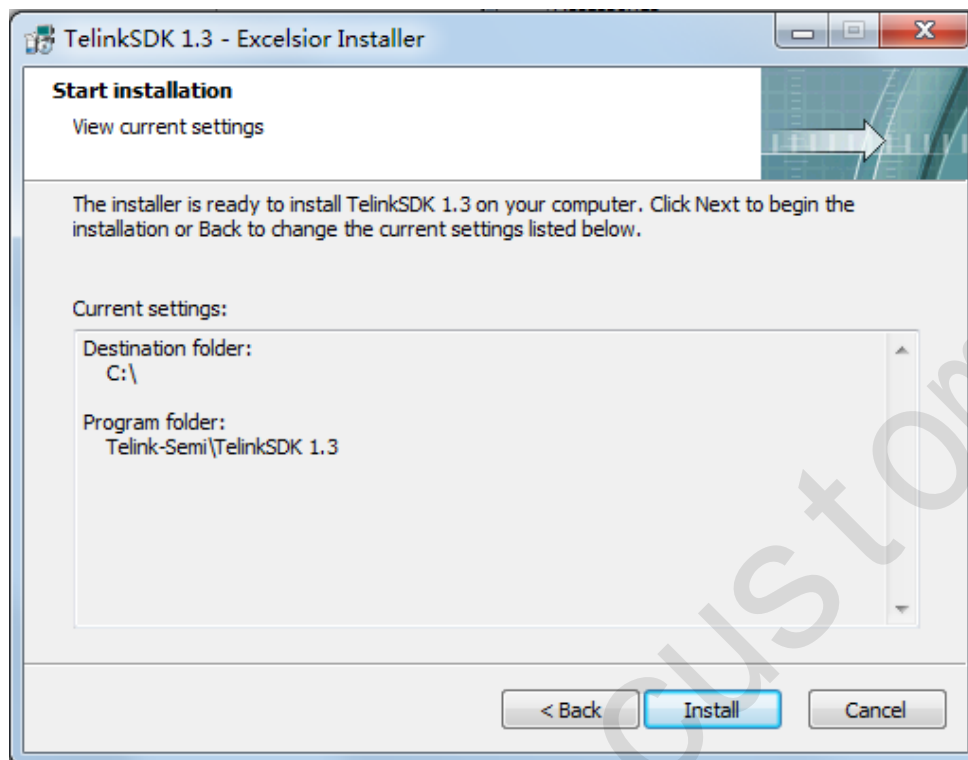 TelinkSDK 1.3 - Excelsior Installer
Start installation
View current settings
The installer is ready to install TelinkSDK 1.3 on your computer. Click Next to begin the
installation or Back to change the current settings listed below.
Current settings:
Destination folder:
C:\
Program folder:
Telink-Semi\TelinkSDK 1.3
< Back
Install
Cancel